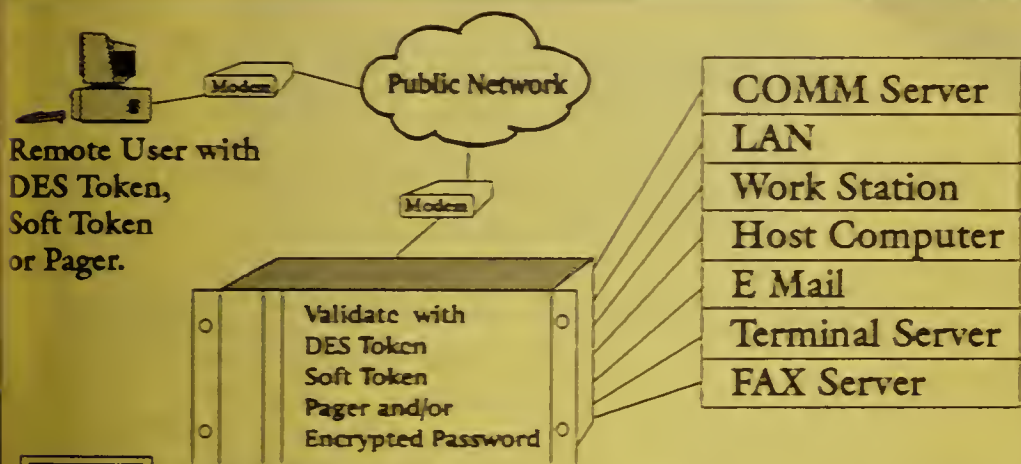 Modem
Public Network
Remote User with
DES Token,
Soft Token
or Pager.
Modem
Validate with
DES Token
Soft Token
Pager and/or
Encrypted Password
COMM Server
LAN
Work Station
Host Computer
E Mail
Terminal Server
FAX Server